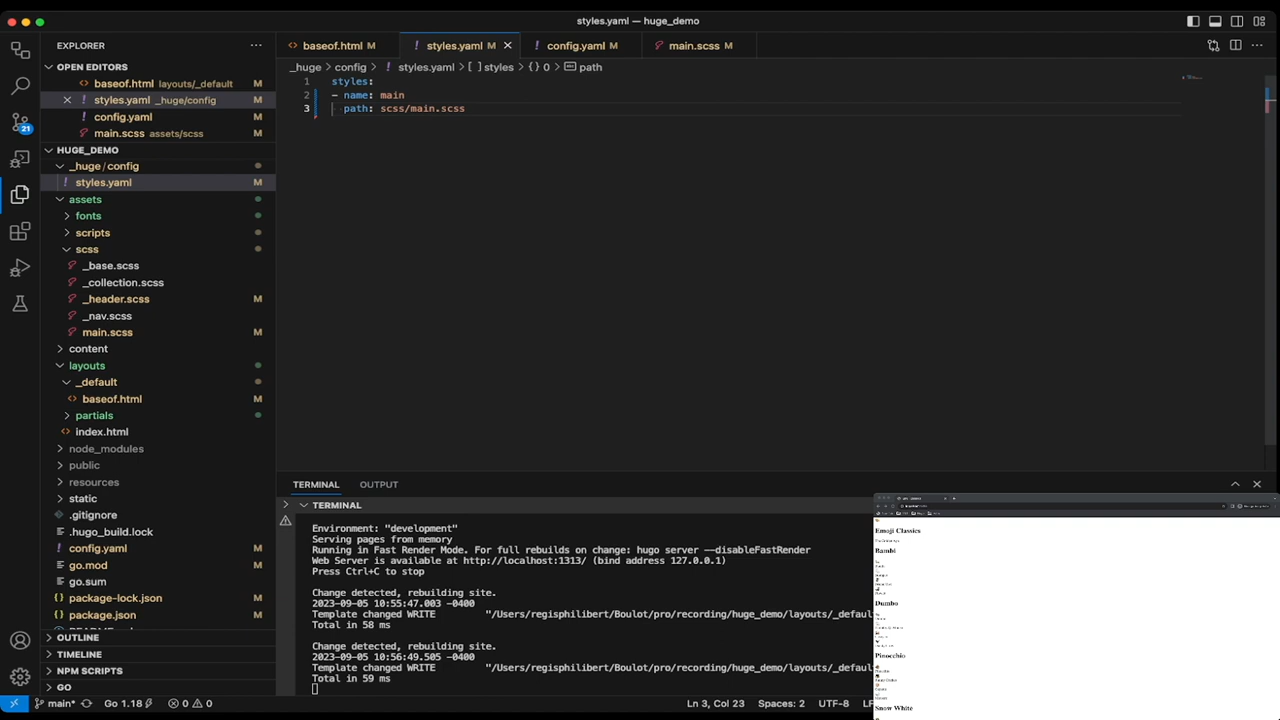 styles.yaml — huge_demo
EXPLORER
baseof.html M
styles.yaml M
config.yaml M
main.scss M
OPEN EDITORS
baseof.html layouts/_default M
styles.yaml _huge/config M
config.yaml M
main.scss assets/scss M
HUGE_DEMO
_huge / config
styles.yaml M
assets
fonts
scripts
scss
_base.scss
_collection.scss
_header.scss M
_nav.scss
main.scss M
content
layouts
_default
baseof.html M
partials
index.html
node_modules
public
resources
static
.gitignore
.hugo_build.lock
config.yaml M
go.mod M
go.sum
package-lock.json M
package.json M
OUTLINE
TIMELINE
NPM SCRIPTS
GO
21
_huge > config > styles.yaml > [ ] styles > {} 0 > path
1 styles:
2 - name: main
3 path: scss/main.scss
TERMINAL OUTPUT
TERMINAL
Environment: "development"
Serving pages from memory
Running in Fast Render Mode. For full rebuilds on change: hugo server --disableFastRender
Web Server is available at http://localhost:1313/ (bind address 127.0.0.1)
Press Ctrl+C to stop
Change detected, rebuilding site.
2023-09-05 10:55:47.003 -0400
Template changed WRITE "/Users/regisphilibert/bulot/pro/recording/huge_demo/layouts/_defau
Total in 58 ms
Change detected, rebuilding site.
2023-09-05 10:56:49.505 -0400
Template changed WRITE "/Users/regisphilibert/bulot/pro/recording/huge_demo/layouts/_defau
Total in 59 ms
Emoji Classics
Bambi
Dumbo
Pinocchio
Snow White
main*
1.18
0
Ln 3, Col 23
Spaces: 2
UTF-8